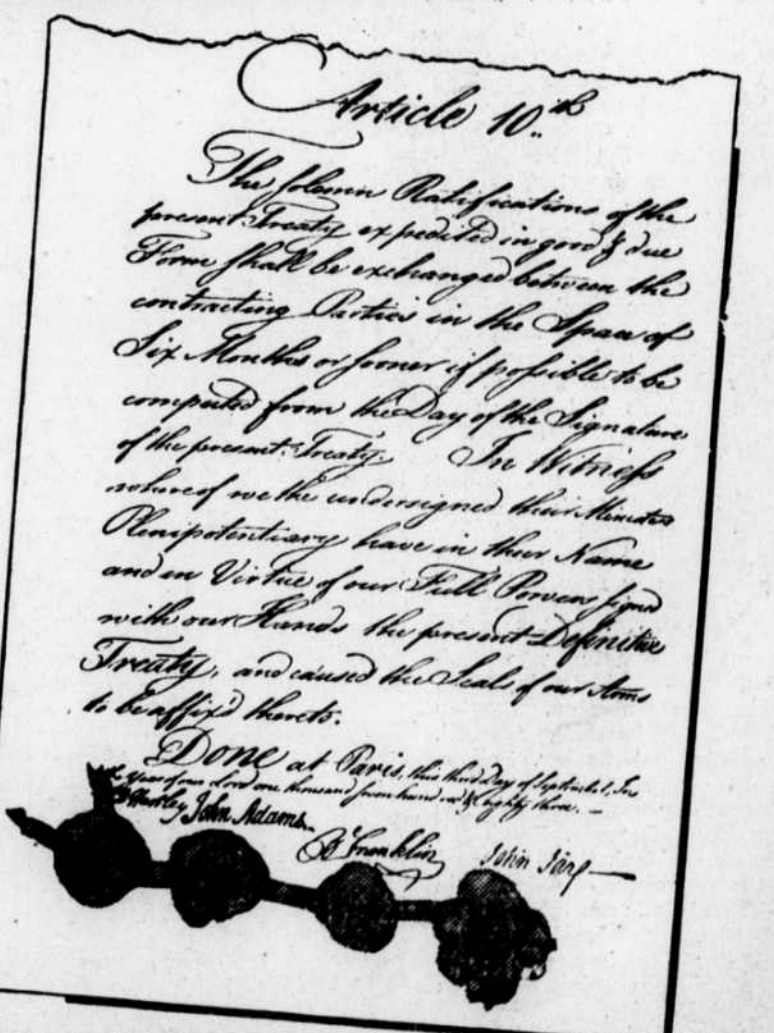 Article 10.th
The solemn Ratifications of the
present Treaty expedited in good & due
Form shall be exchanged between the
contracting Parties in the Space of
Six Months or sooner if possible to be
computed from the Day of the Signature
of the present Treaty. In Witness
whereof we the undersigned their Ministers
Plenipotentiary have in their Name
and in Virtue of our Full Powers signed
with our Hands the present Definitive
Treaty, and caused the Seals of our Arms
to be affix'd thereto.
Done at Paris, this third Day of September, In
Year of our Lord one thousand seven hundred & eighty three.—
D Hartley John Adams
B Franklin John Jay—